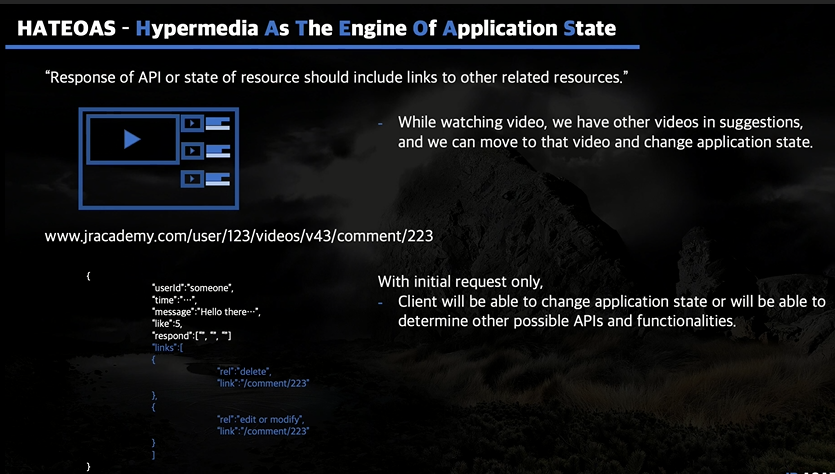 HATEOAS - Hypermedia As The Engine Of Application State
“Response of API or state of resource should include links to other related resources.”
- While watching video, we have other videos in suggestions,
and we can move to that video and change application state.
www.jracademy.com/user/123/videos/v43/comment/223
{
"userId":"someone",
"time":"⋯",
"message":"Hello there⋯",
"like":5,
"respond":["", "", ""]
"links":[
{
"rel":"delete",
"link":"/comment/223"
},
{
"rel":"edit or modify",
"link":"/comment/223"
}
]
}
With initial request only,
- Client will be able to change application state or will be able to
determine other possible APIs and functionalities.